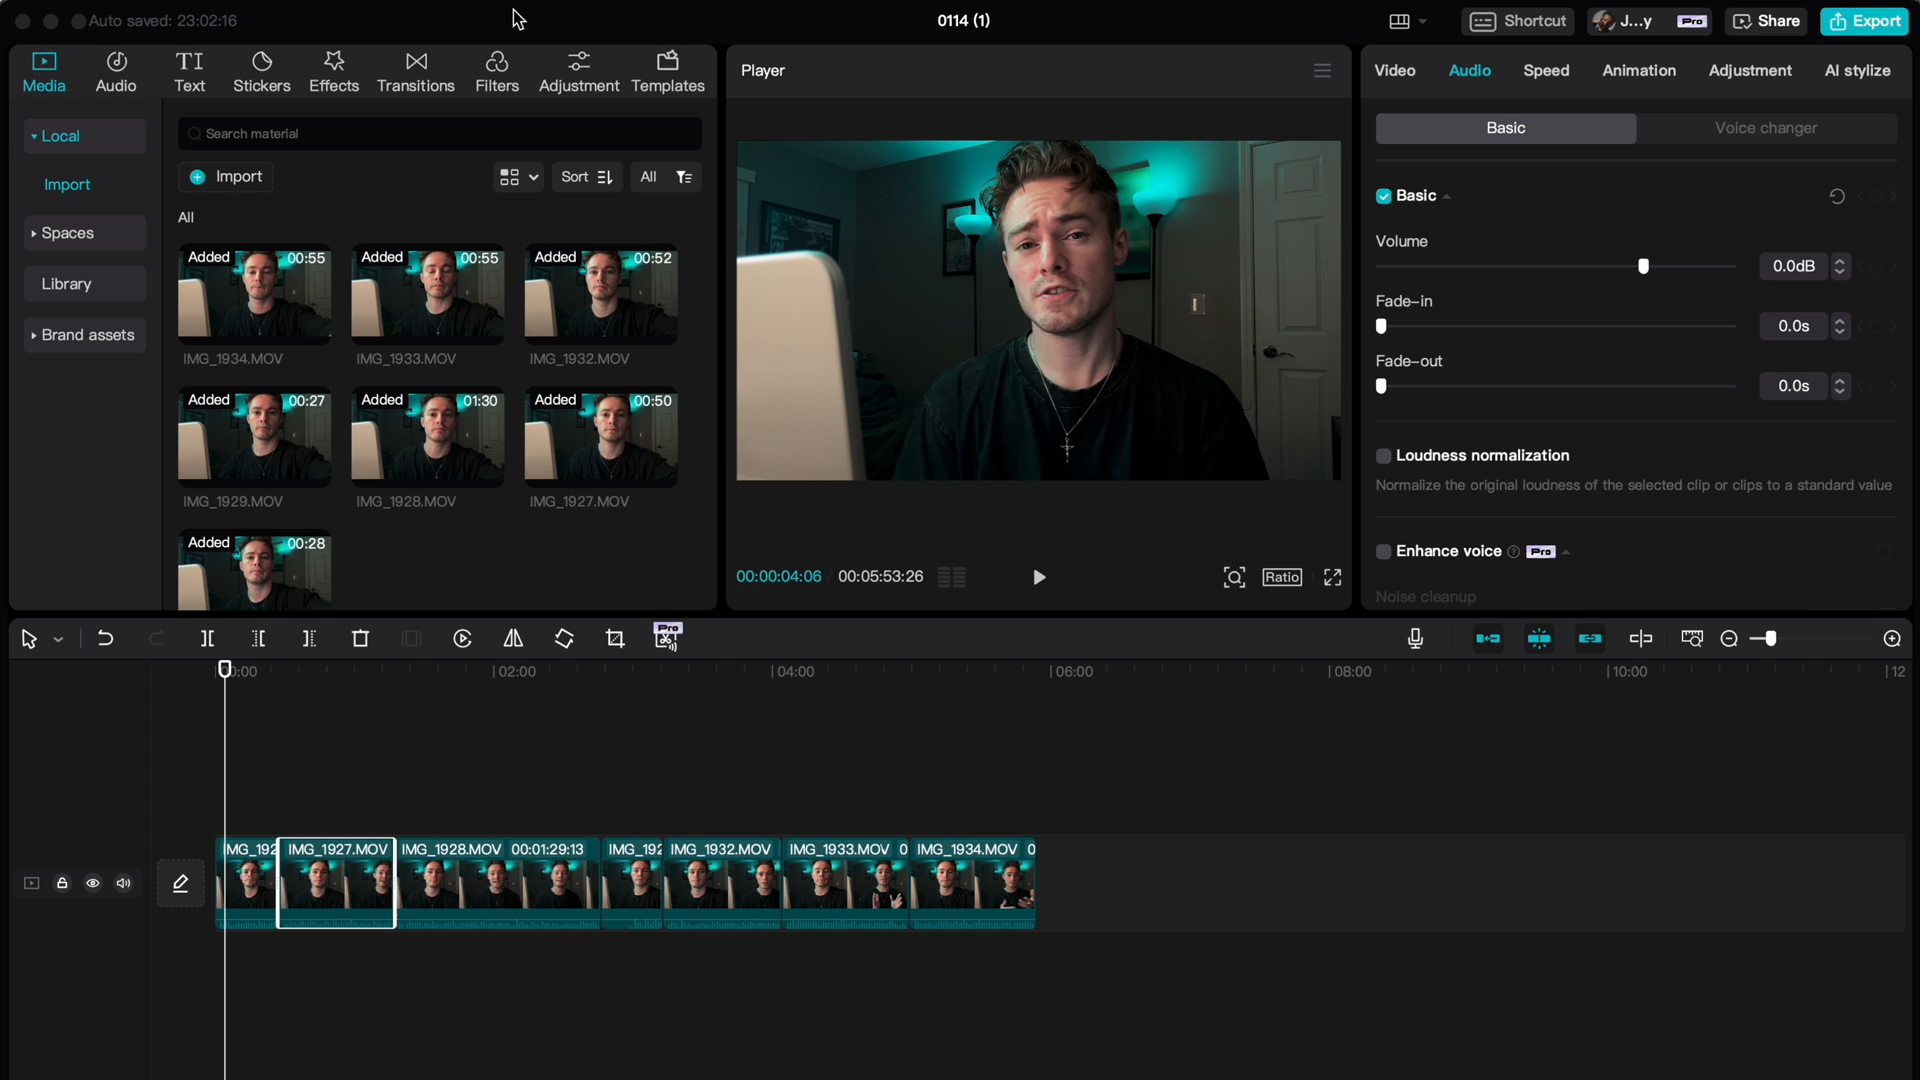 Auto saved: 23:02:16
0114 (1)
Shortcut
J...y
Pro
Share
Export
Media
Audio
Text
Stickers
Effects
Transitions
Filters
Adjustment
Templates
Local
Import
Spaces
Library
Brand assets
Search material
Import
Sort
All
All
Added 00:55
Added 00:55
Added 00:52
IMG_1934.MOV
IMG_1933.MOV
IMG_1932.MOV
Added 00:27
Added 01:30
Added 00:50
IMG_1929.MOV
IMG_1928.MOV
IMG_1927.MOV
Added 00:28
Player
00:00:04:06
00:05:53:26
Ratio
Video
Audio
Speed
Animation
Adjustment
AI stylize
Basic
Voice changer
Basic
Volume
0.0dB
Fade-in
0.0s
Fade-out
0.0s
Loudness normalization
Normalize the original loudness of the selected clip or clips to a standard value
Enhance voice
Pro
Noise cleanup
Pro
02:00
04:00
06:00
08:00
10:00
12
IMG_1927.MOV
IMG_1928.MOV 00:01:29:13
IMG_192
IMG_1932.MOV
IMG_1933.MOV 0
IMG_1934.MOV 0